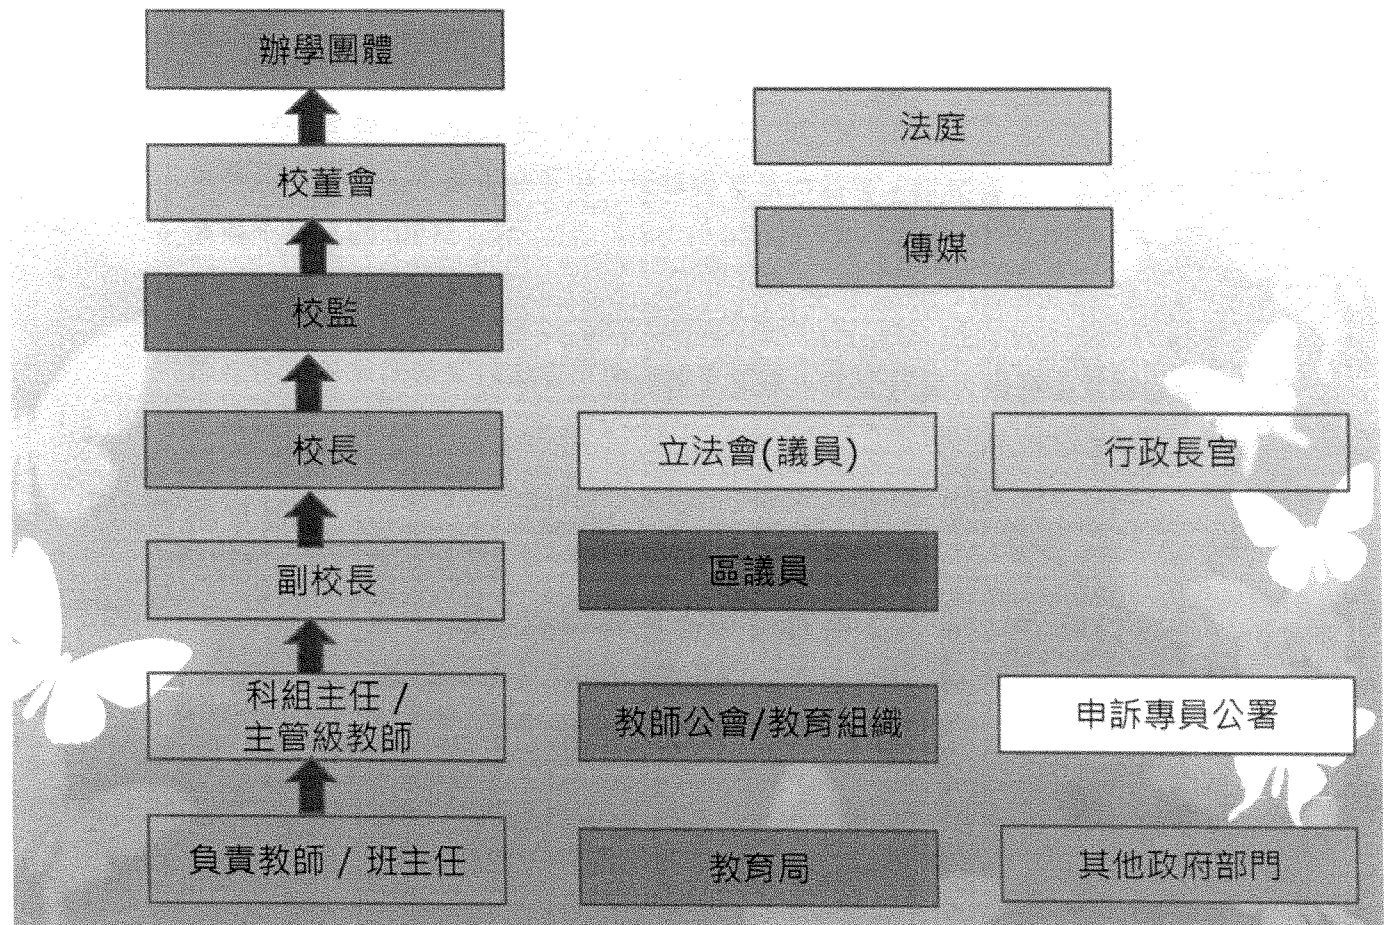 辦學團體
校董會
校監
校長
副校長
科組主任 /
主管級教師
負責教師 / 班主任
法庭
傳媒
立法會(議員)
行政長官
區議員
教師公會/教育組織
申訴專員公署
教育局
其他政府部門